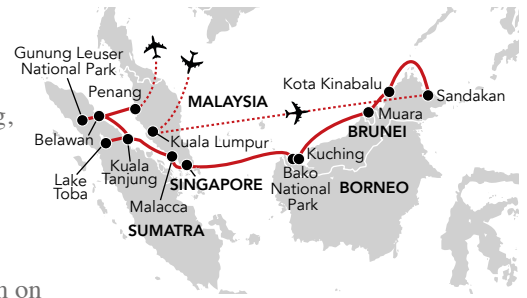 Gunung Leuser
National Park
Penang
g,
MALAYSIA
Kota Kinabalu
Sandakan
Belawan
Kuala Lumpur
Muara
BRUNEI
Lake
Toba
Kuala
Tanjung
SINGAPORE
Kuching
Bako
National
Park
BORNEO
Malacca
SUMATRA
n on